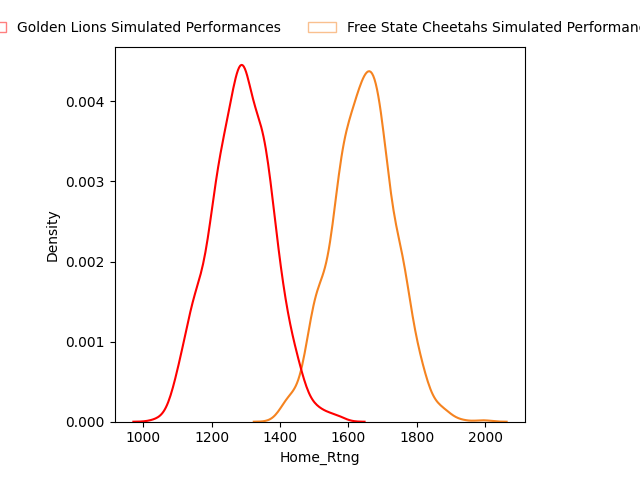 Golden Lions Simulated Performances
Free State Cheetahs Simulated
0.004
0.003
0.002
0.001
0.000
Density
1000 1200 1400 1600 1800 2000
Home_Rtng